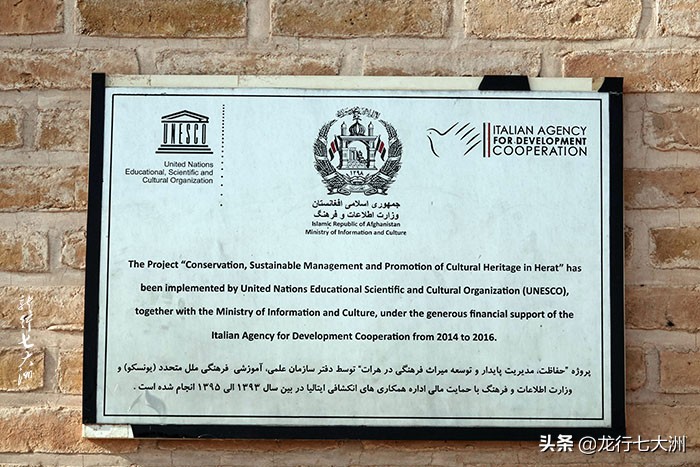 UNESCO
United Nations
Educational, Scientific and
Cultural Organization
۱۳۹۸
جمهوری اسلامی افغانستان
وزارت اطلاعات و فرهنگ
Islamic Republic of Afghanistan
Ministry of Information and Culture
ITALIAN AGENCY
FOR DEVELOPMENT
COOPERATION
The Project “Conservation, Sustainable Management and Promotion of Cultural Heritage in Herat” has
been implemented by United Nations Educational Scientific and Cultural Organization (UNESCO),
together with the Ministry of Information and Culture, under the generous financial support of the
Italian Agency for Development Cooperation from 2014 to 2016.
پروژه "حفاظت، مدیریت پایدار و توسعه میراث فرهنگی در هرات" توسط دفتر سازمان علمی، آموزشی فرهنگی ملل متحدد (یونسکو) و
وزارت اطلاعات و فرهنگ با حمایت مالی اداره همکاری های انکشافی ایتالیا در بین سال ۱۳۹۳ الی ۱۳۹۵ انجام شده است .
头条 @龙行七大洲